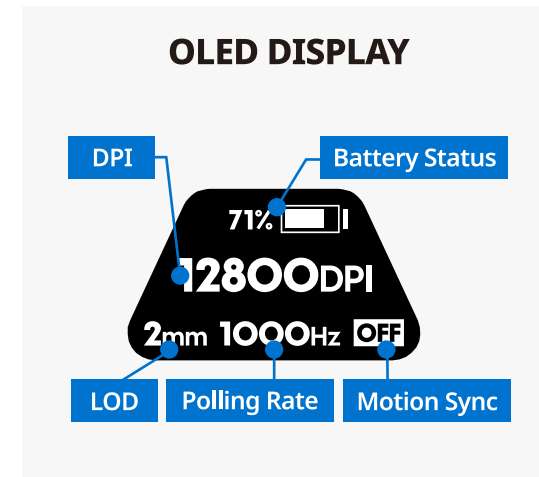 OLED DISPLAY
DPI
Battery Status
71%
12800DPI
2mm 1000Hz OFF
LOD
Polling Rate
Motion Sync